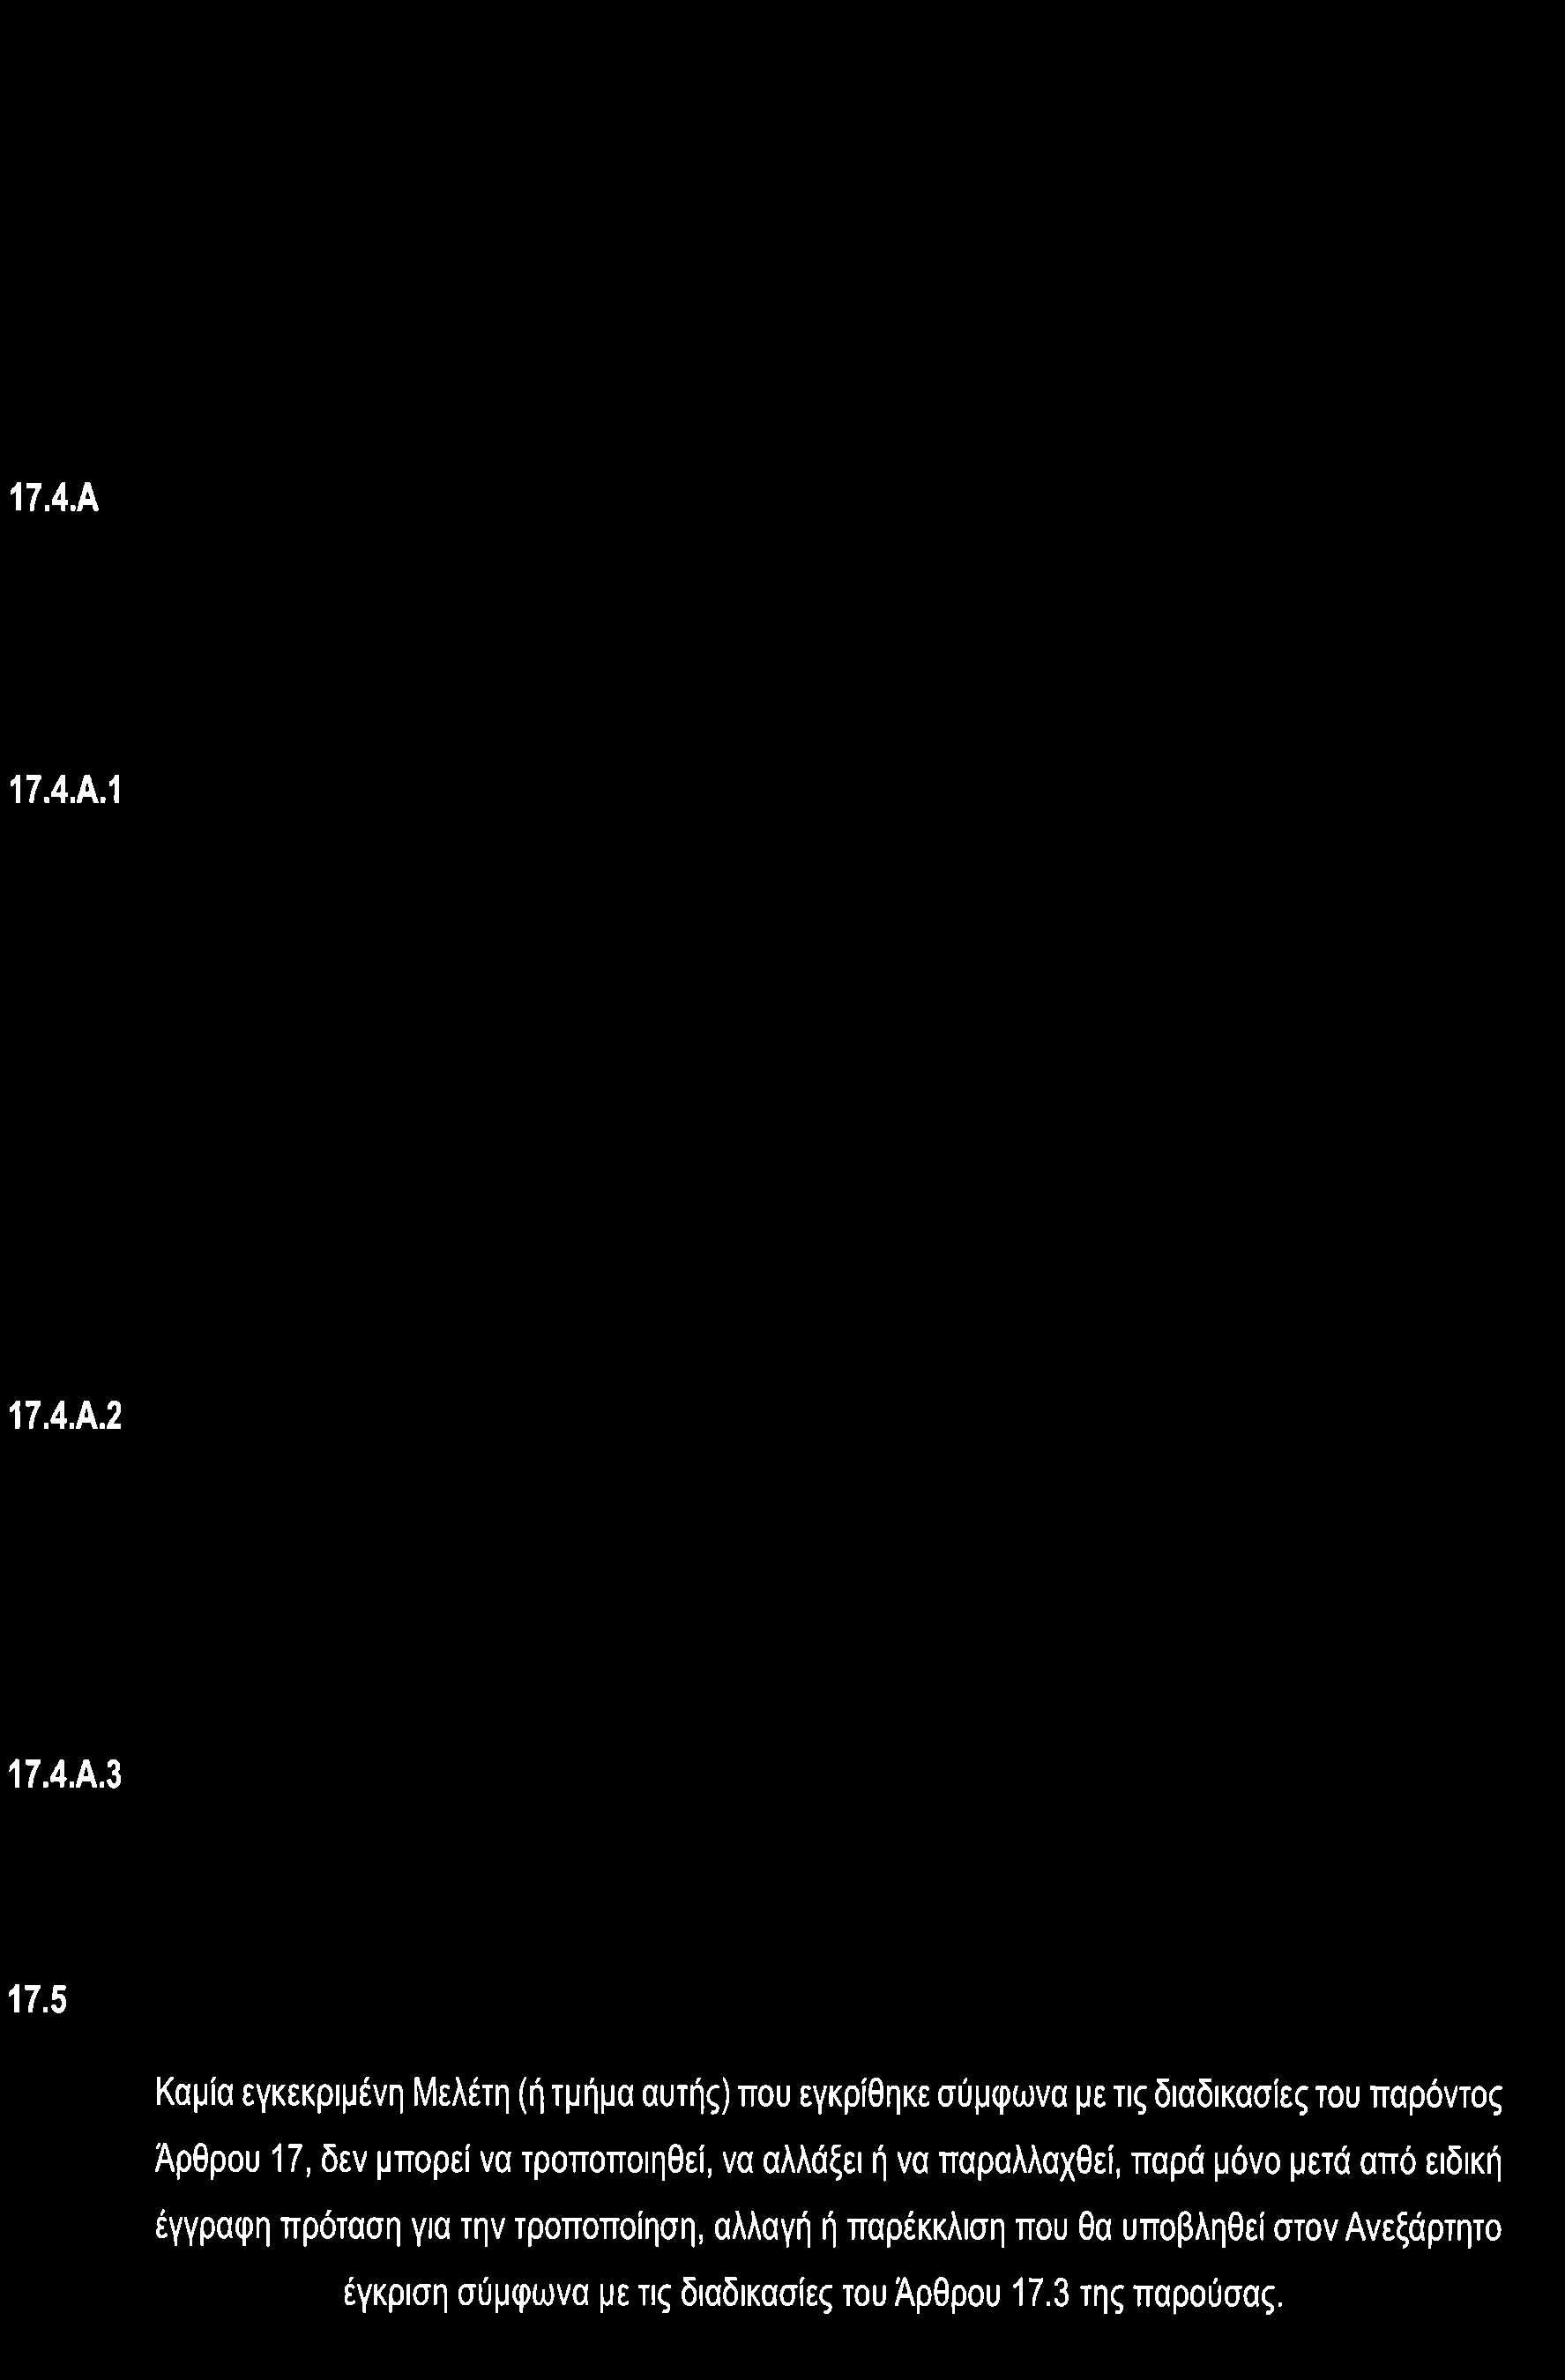 17.4.Α
17.4.Α.1
17.4.Α.2
17.4.Α.3
17.5
Καμία εγκεκριμένη Μελέτη (ή τμήμα αυτής) που εγκρίθηκε σύμφωνα με τις διαδικασίες του παρόντος
Άρθρου 17, δεν μπορεί να τροποποιηθεί, να αλλάξει ή να παραλλαχθεί, παρά μόνο μετά από ειδική
έγγραφη πρόταση για την τροποποίηση, αλλαγή ή παρέκκλιση που θα υποβληθεί στον Ανεξάρτητο
έγκριση σύμφωνα με τις διαδικασίες του Άρθρου 17.3 της παρούσας.